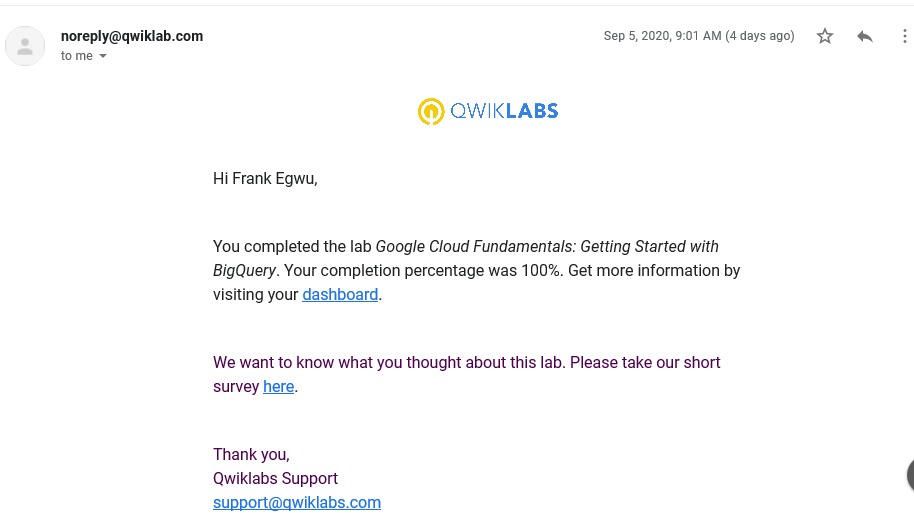 noreply@qwiklab.com
Sep 5, 2020, 9:01 AM (4 days ago)
to me
QWIKLABS
Hi Frank Egwu,
You completed the lab Google Cloud Fundamentals: Getting Started with
BigQuery. Your completion percentage was 100%. Get more information by
visiting your dashboard.
We want to know what you thought about this lab. Please take our short
survey here.
Thank you,
Qwiklabs Support
support@qwiklabs.com